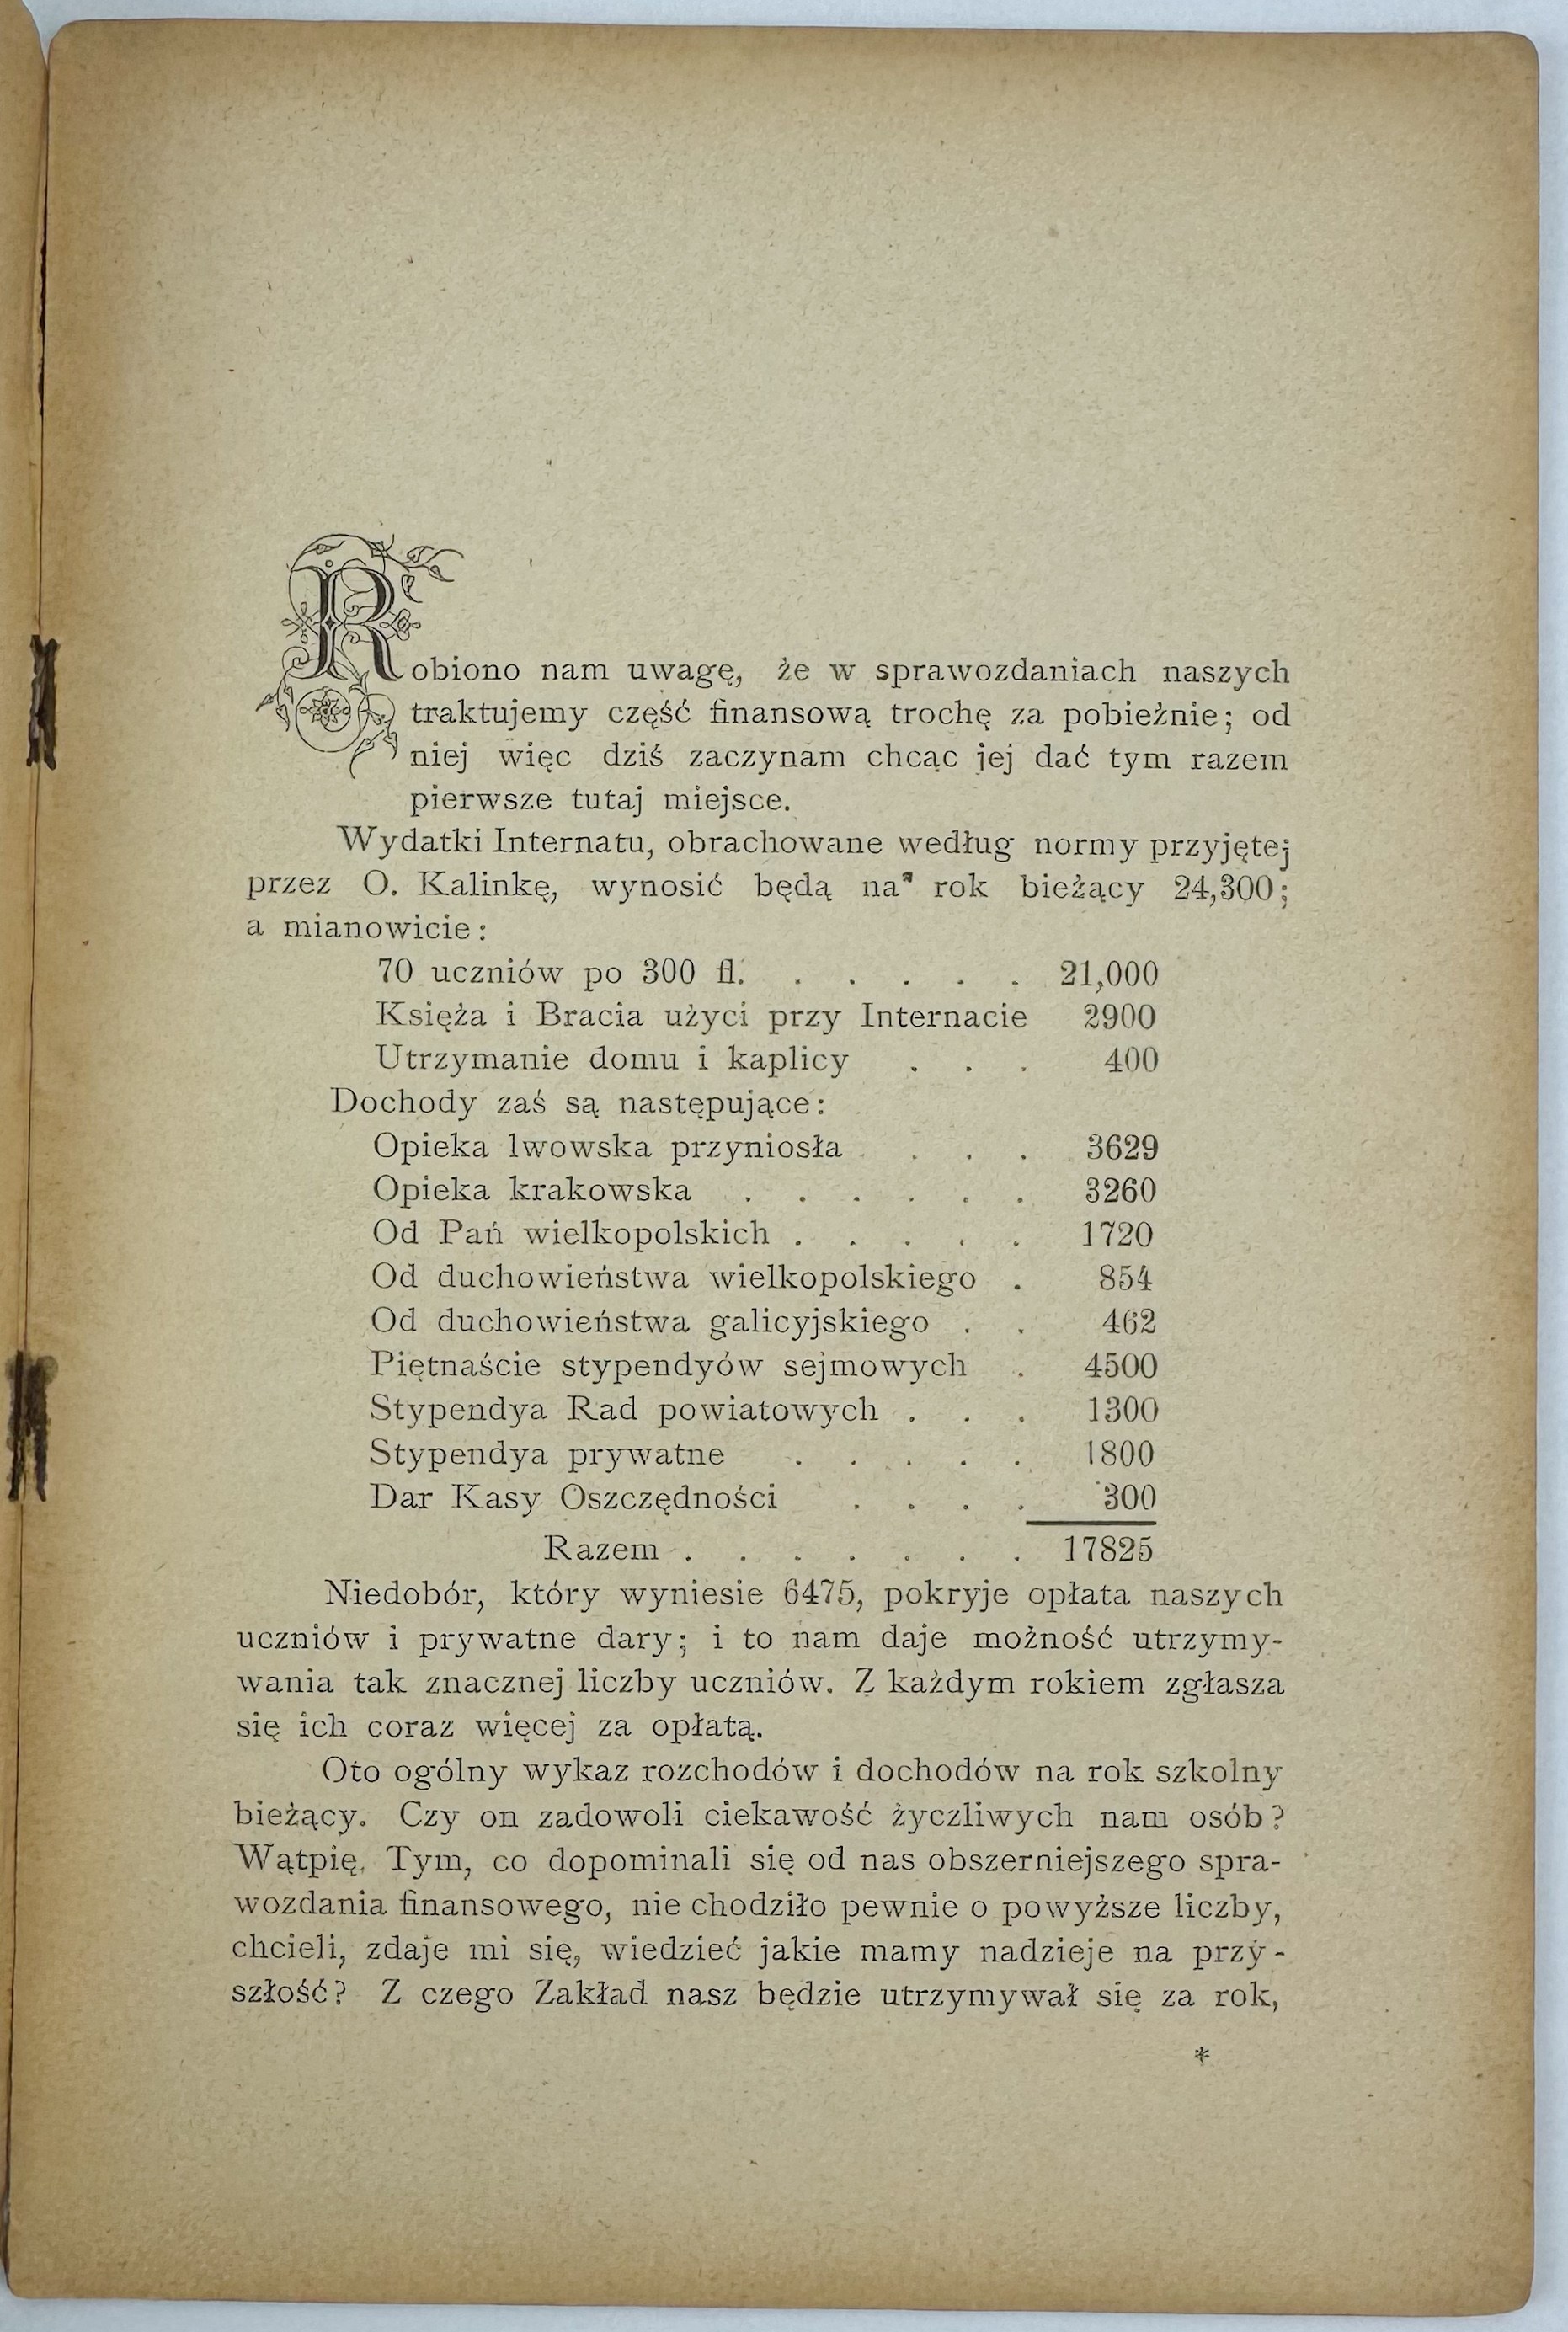 Robiono nam uwagę, że w sprawozdaniach naszych
traktujemy część finansową trochę za pobieżnie; od
niej więc dziś zaczynam chcąc jej dać tym razem
pierwsze tutaj miejsce.
Wydatki Internatu, obrachowane według normy przyjętej
przez O. Kalinkę, wynosić będą na rok bieżący 24,300;
a mianowicie:
70 uczniów po 300 fl. . . . . . 21,000
Księża i Bracia użyci przy Internacie 2900
Utrzymanie domu i kaplicy . . . 400
Dochody zaś są następujące:
Opieka lwowska przyniosła . . . . 3629
Opieka krakowska . . . . . . 3260
Od Pań wielkopolskich . . . . . 1720
Od duchowieństwa wielkopolskiego . 854
Od duchowieństwa galicyjskiego . . 462
Piętnaście stypendyów sejmowych . 4500
Stypendya Rad powiatowych . . . 1300
Stypendya prywatne . . . . . 1800
Dar Kasy Oszczędności . . . . 300
Razem . . . . . . . 17825
Niedobór, który wyniesie 6475, pokryje opłata naszych
uczniów i prywatne dary; i to nam daje możność utrzymy-
wania tak znacznej liczby uczniów. Z każdym rokiem zgłasza
się ich coraz więcej za opłatą.
Oto ogólny wykaz rozchodów i dochodów na rok szkolny
bieżący. Czy on zadowoli ciekawość życzliwych nam osób?
Wątpię. Tym, co dopominali się od nas obszerniejszego spra-
wozdania finansowego, nie chodziło pewnie o powyższe liczby,
chcieli, zdaje mi się, wiedzieć jakie mamy nadzieje na przy-
szłość? Z czego Zakład nasz będzie utrzymywał się za rok,
*